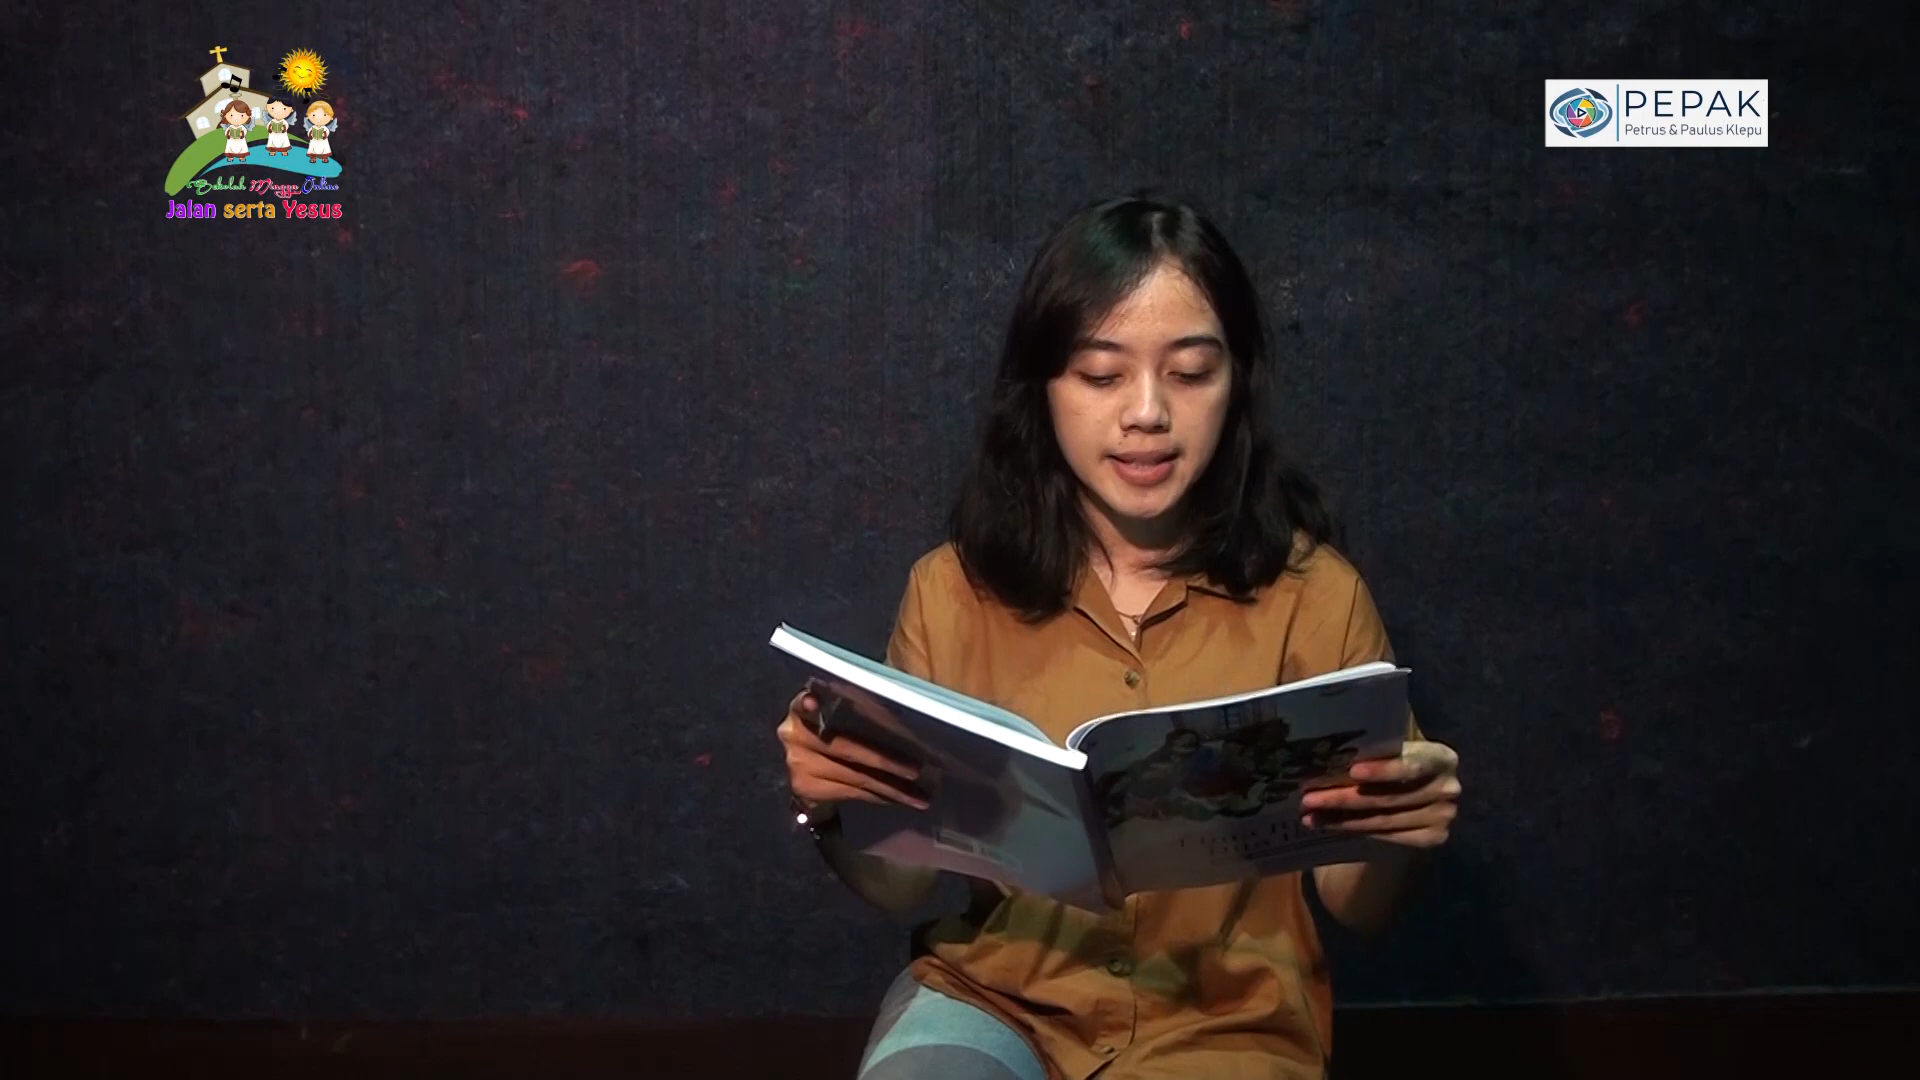 Sekolah Minggu Online
Jalan serta Yesus
PEPAK
Petrus & Paulus Klepu